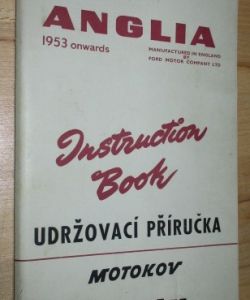 ANGLIA
1953 onwards
MANUFACTURED IN ENGLAND
BY
FORD MOTOR COMPANY LTD
Instruction
Book
UDRŽOVACÍ PŘÍRUČKA
MOTOKOV